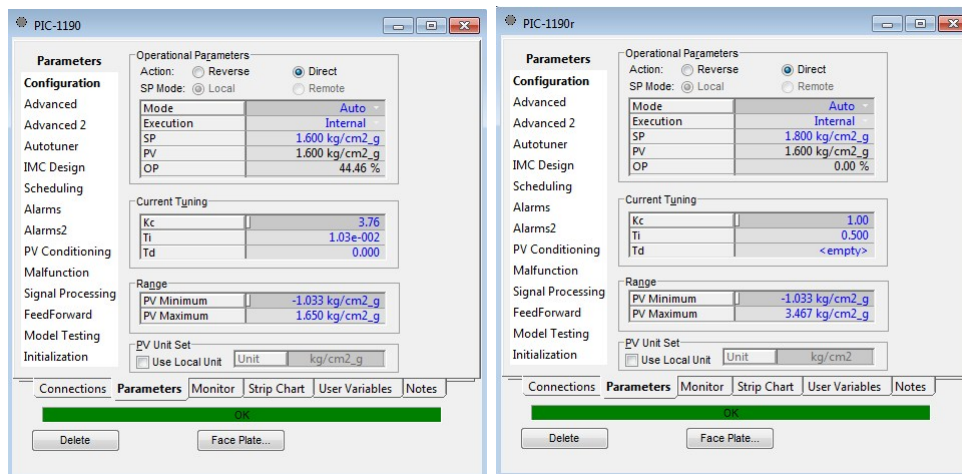 PIC-1190
Parameters
Configuration
Advanced
Advanced 2
Autotuner
IMC Design
Scheduling
Alarms
Alarms2
PV Conditioning
Malfunction
Signal Processing
FeedForward
Model Testing
Initialization
Operational Parameters
Action: Reverse Direct
SP Mode: Local Remote
Mode Auto
Execution Internal
SP 1.600 kg/cm2_g
PV 1.600 kg/cm2_g
OP 44.46 %
Current Tuning
Kc 3.76
Ti 1.03e-002
Td 0.000
Range
PV Minimum -1.033 kg/cm2_g
PV Maximum 1.650 kg/cm2_g
PV Unit Set
Use Local Unit Unit kg/cm2_g
Connections Parameters Monitor Strip Chart User Variables Notes
OK
Delete Face Plate...
PIC-1190r
Parameters
Configuration
Advanced
Advanced 2
Autotuner
IMC Design
Scheduling
Alarms
Alarms2
PV Conditioning
Malfunction
Signal Processing
FeedForward
Model Testing
Initialization
Operational Parameters
Action: Reverse Direct
SP Mode: Local Remote
Mode Auto
Execution Internal
SP 1.800 kg/cm2_g
PV 1.600 kg/cm2_g
OP 0.00 %
Current Tuning
Kc 1.00
Ti 0.500
Td <empty>
Range
PV Minimum -1.033 kg/cm2_g
PV Maximum 3.467 kg/cm2_g
PV Unit Set
Use Local Unit Unit kg/cm2
Connections Parameters Monitor Strip Chart User Variables Notes
OK
Delete Face Plate...